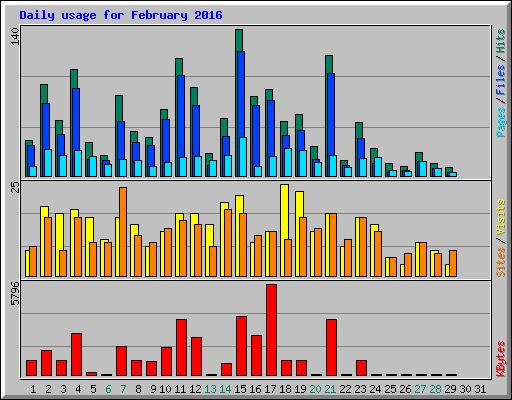 Daily usage for February 2016
140
Pages / Files / Hits
25
Sites / Visits
5796
KBytes
1 2 3 4 5 6 7 8 9 10 11 12 13 14 15 16 17 18 19 20 21 22 23 24 25 26 27 28 29 30 31